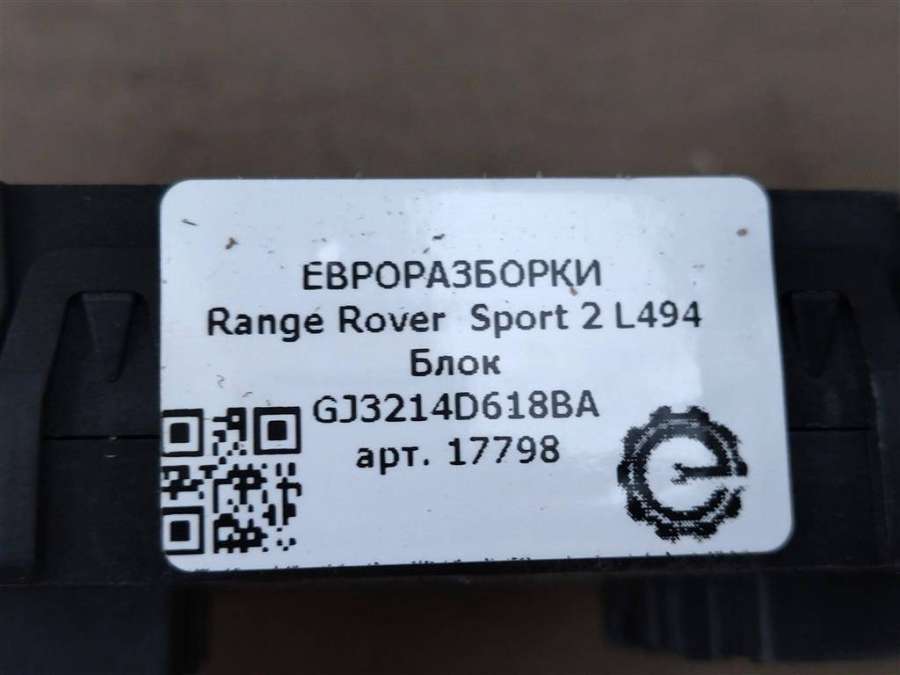 ЕВРОРАЗБОРКИ
Range Rover Sport 2 L494
Блок
GJ3214D618BA
арт. 17798